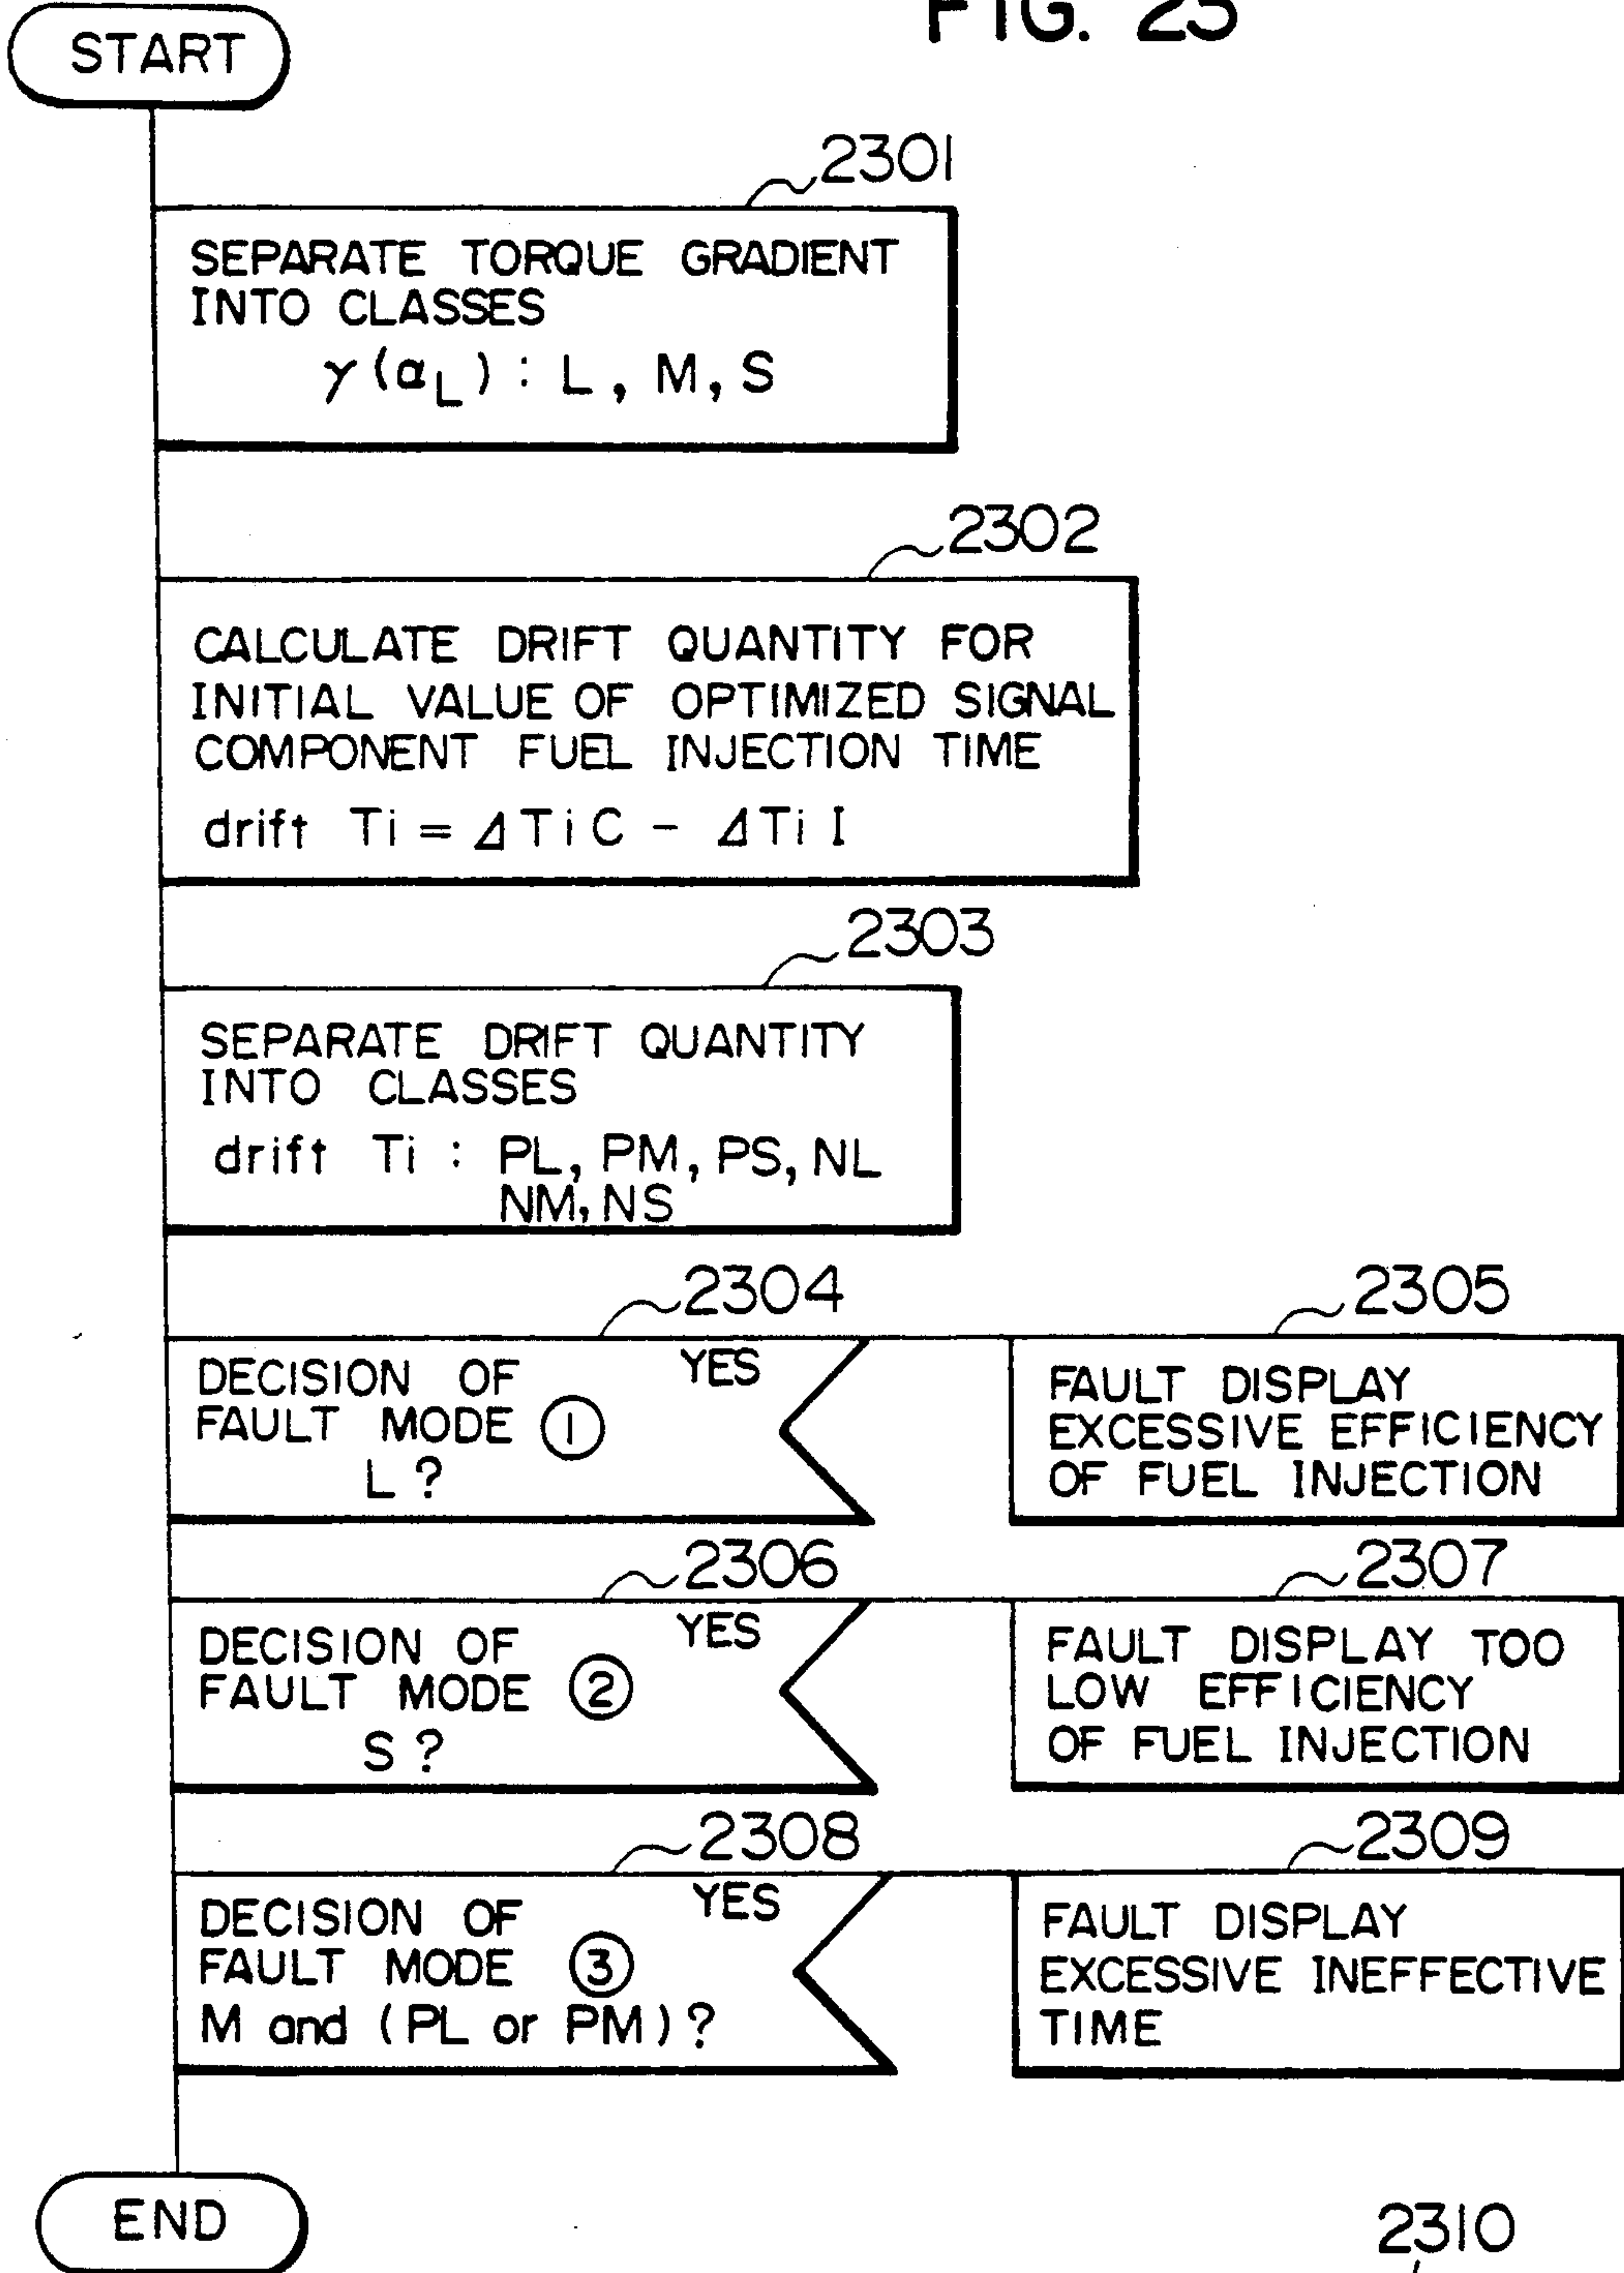 FIG. 23
START
2301
SEPARATE TORQUE GRADIENT
INTO CLASSES
γ(αL) : L, M, S
2302
CALCULATE DRIFT QUANTITY FOR
INITIAL VALUE OF OPTIMIZED SIGNAL
COMPONENT FUEL INJECTION TIME
drift Ti = ΔTiC - ΔTiI
2303
SEPARATE DRIFT QUANTITY
INTO CLASSES
drift Ti : PL, PM, PS, NL
NM, NS
2304
DECISION OF YES
FAULT MODE ①
L ?
2305
FAULT DISPLAY
EXCESSIVE EFFICIENCY
OF FUEL INJECTION
2306
DECISION OF YES
FAULT MODE ②
S ?
2307
FAULT DISPLAY TOO
LOW EFFICIENCY
OF FUEL INJECTION
2308
DECISION OF YES
FAULT MODE ③
M and (PL or PM) ?
2309
FAULT DISPLAY
EXCESSIVE INEFFECTIVE
TIME
END
2310